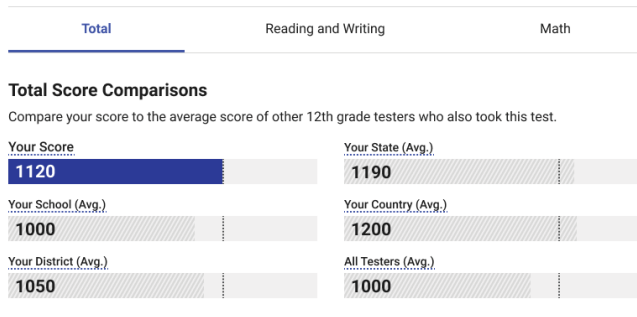 Total Reading and Writing Math
Total Score Comparisons
Compare your score to the average score of other 12th grade testers who also took this test.
Your Score
1120
Your State (Avg.)
1190
Your School (Avg.)
1000
Your Country (Avg.)
1200
Your District (Avg.)
1050
All Testers (Avg.)
1000